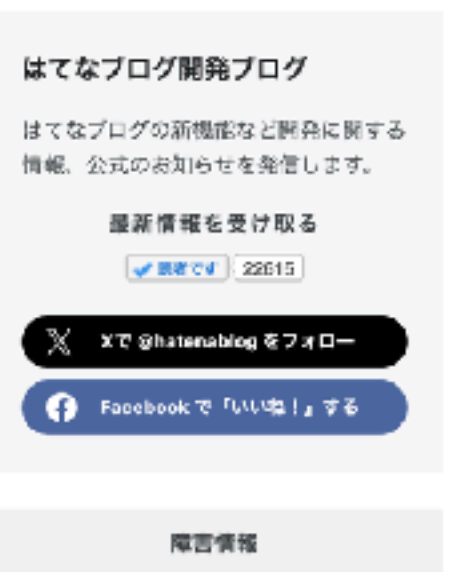 はてなブログ開発ブログ
はてなブログの新機能など開発に関する
情報、公式のお知らせを発信します。
最新情報を受け取る
読者です 22615
Xで @hatenablog をフォロー
Facebook で「いいね！」する
障害情報